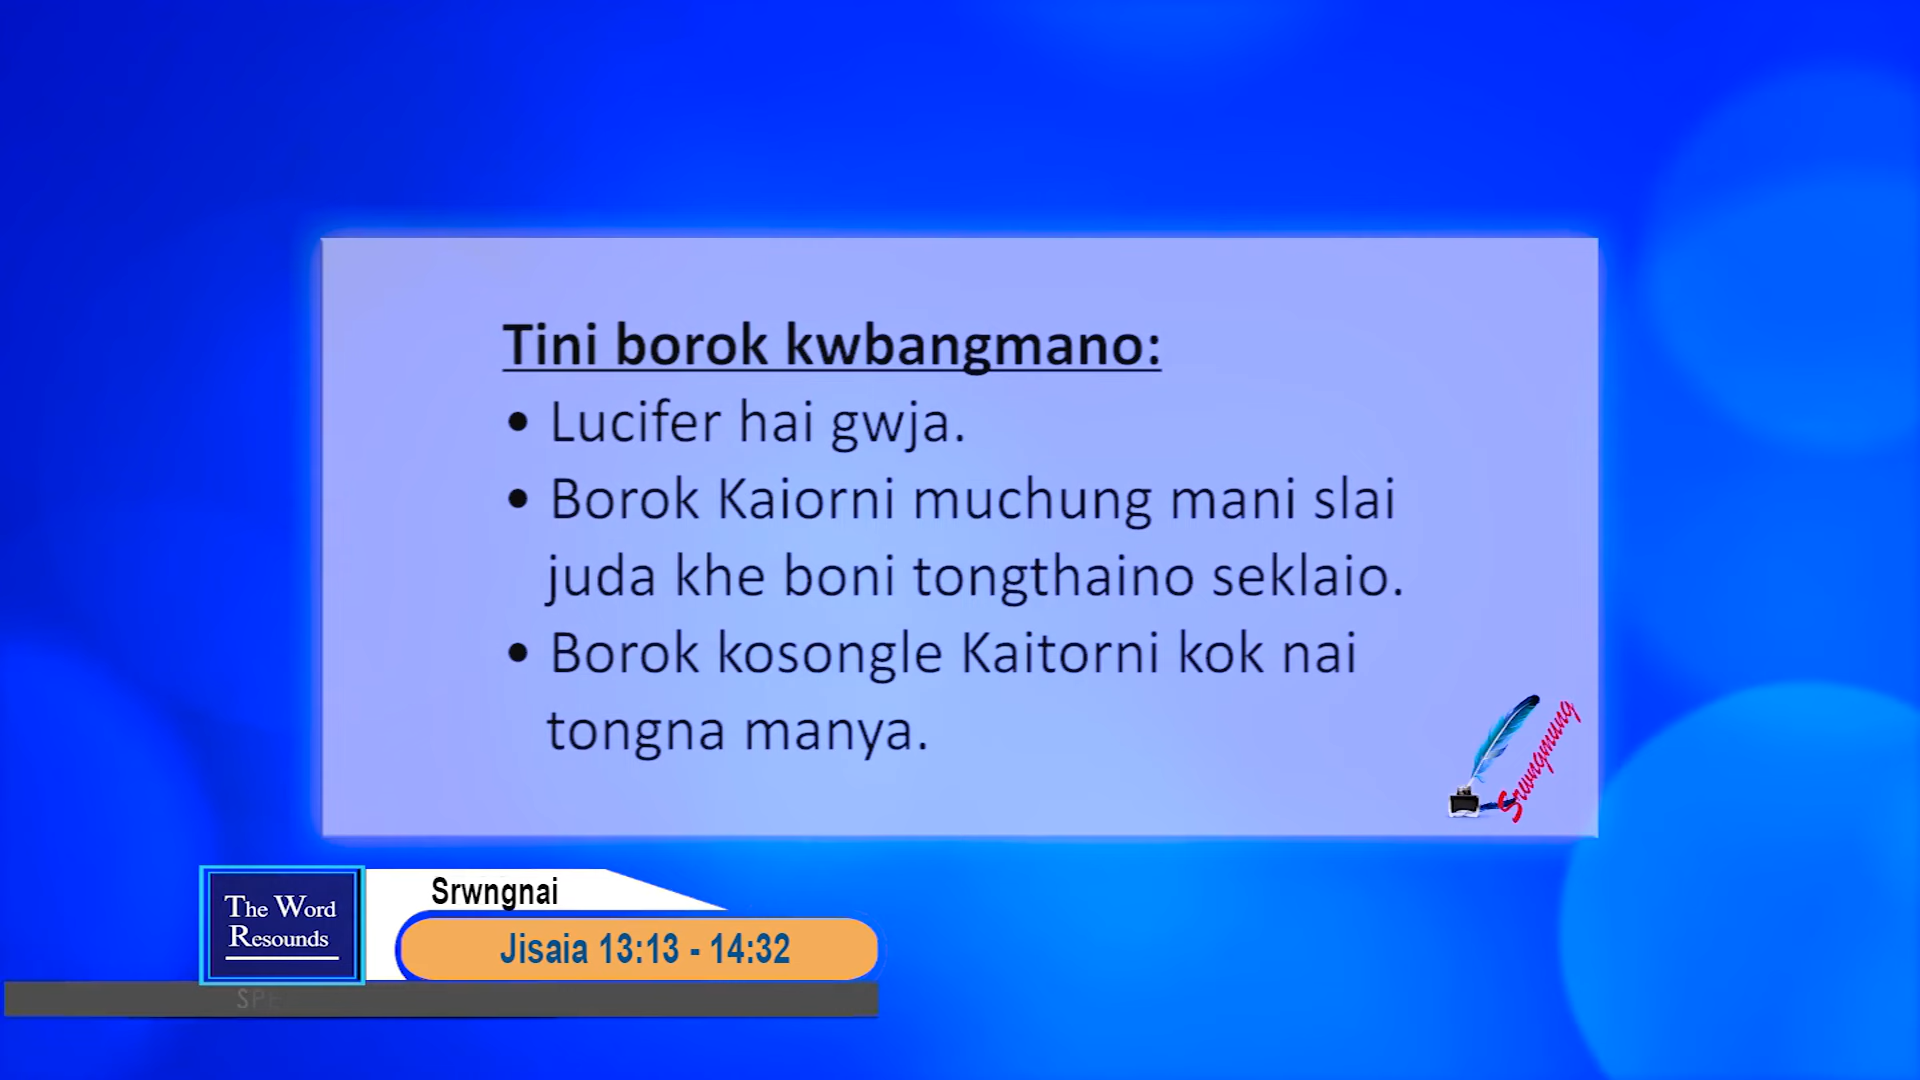 Tini borok kwbangmano:
• Lucifer hai gwja.
• Borok Kaiorni muchung mani slai
juda khe boni tongthaino seklaio.
• Borok kosongle Kaitorni kok nai
tongna manya.
Srwngmung
The Word
Resounds
Srwngnai
Jisaia 13:13 - 14:32